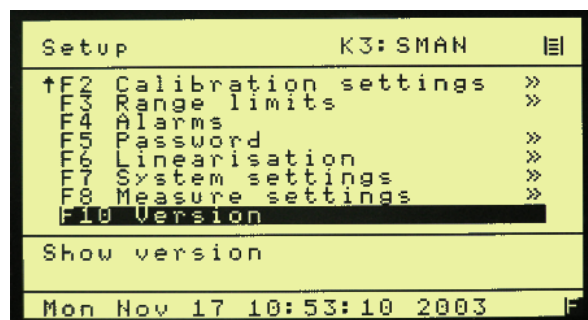 Setup K3:SMAN
↑F2 Calibration settings »
F3 Range limits »
F4 Alarms
F5 Password »
F6 Linearisation »
F7 System settings »
F8 Measure settings »
F10 Version
Show version
Mon Nov 17 10:53:10 2003 F